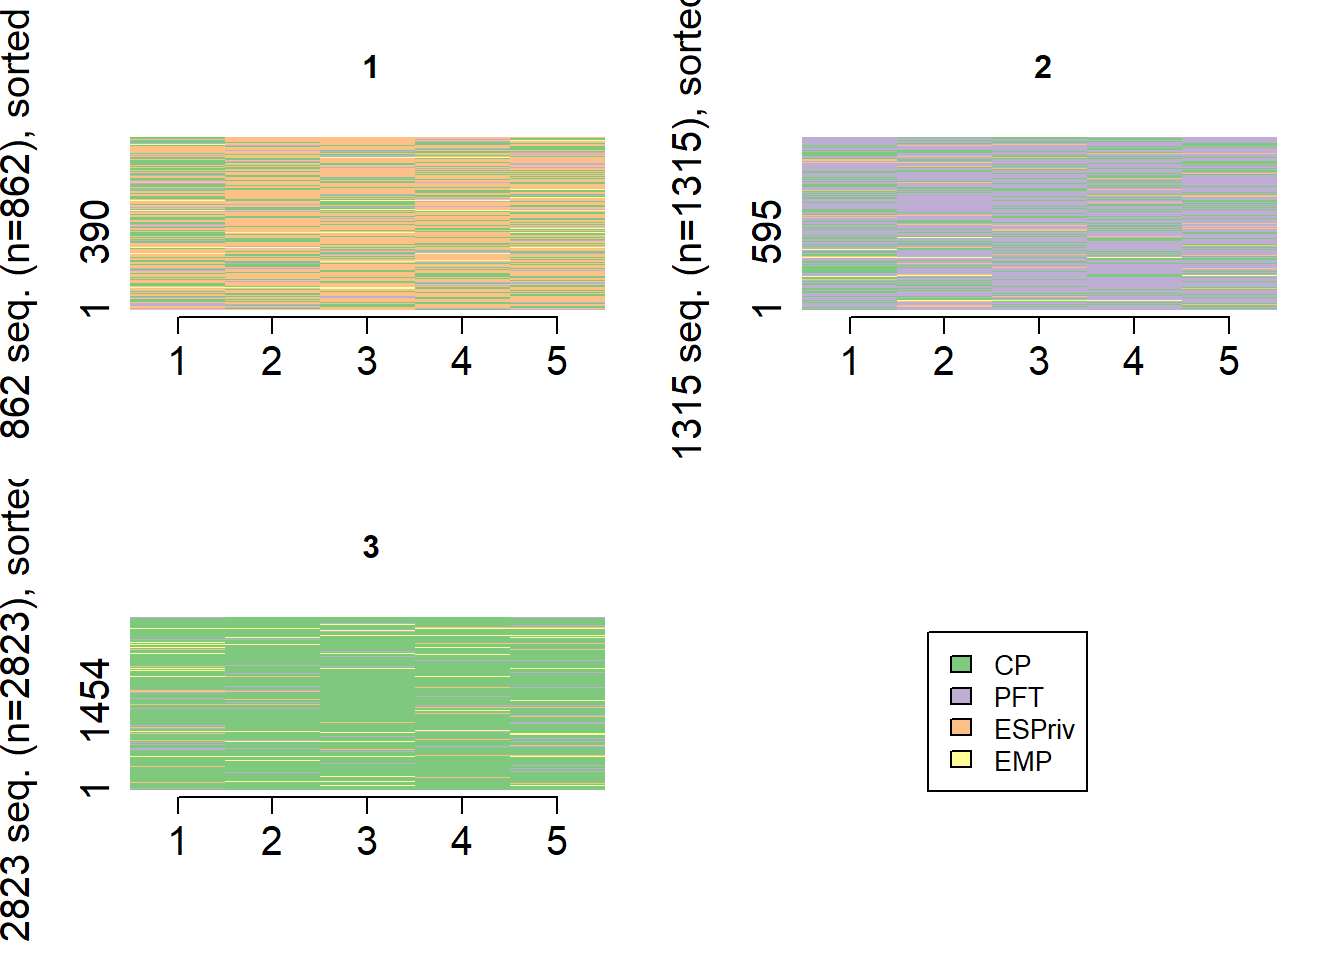 1
862 seq. (n=862), sorted
390
1
1 2 3 4 5
2
1315 seq. (n=1315), sorted
595
1
1 2 3 4 5
3
2823 seq. (n=2823), sorted
1454
1
1 2 3 4 5
CP
PFT
ESPriv
EMP